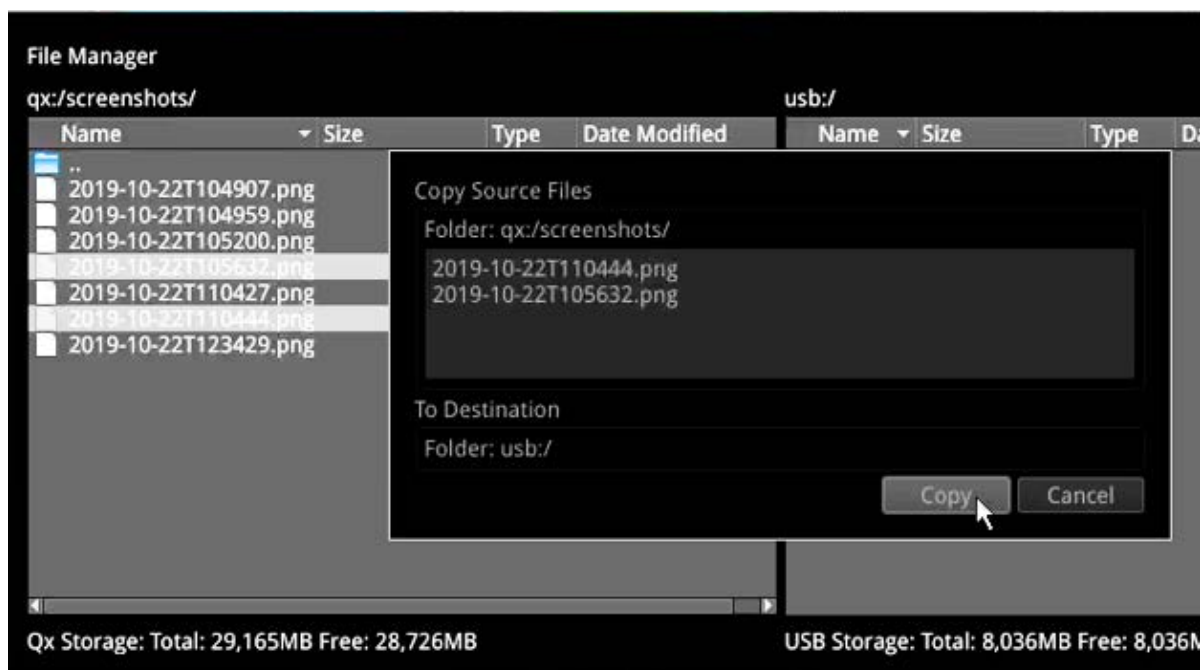 File Manager
qx:/screenshots/
usb:/
Name Size Type Date Modified
Name Size Type
..
2019-10-22T104907.png
2019-10-22T104959.png
2019-10-22T105200.png
2019-10-22T105632.png
2019-10-22T110427.png
2019-10-22T110444.png
2019-10-22T123429.png
Copy Source Files
Folder: qx:/screenshots/
2019-10-22T110444.png
2019-10-22T105632.png
To Destination
Folder: usb:/
Copy Cancel
Qx Storage: Total: 29,165MB Free: 28,726MB
USB Storage: Total: 8,036MB Free: